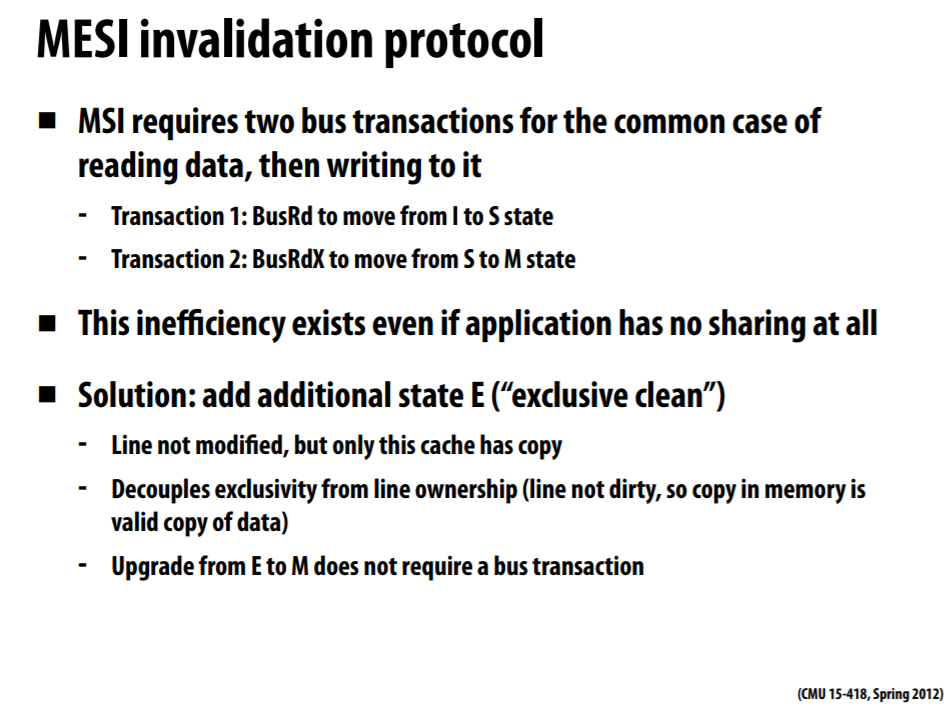 MESI invalidation protocol
■ MSI requires two bus transactions for the common case of
reading data, then writing to it
- Transaction 1: BusRd to move from I to S state
- Transaction 2: BusRdX to move from S to M state
■ This inefficiency exists even if application has no sharing at all
■ Solution: add additional state E (“exclusive clean”)
- Line not modified, but only this cache has copy
- Decouples exclusivity from line ownership (line not dirty, so copy in memory is
valid copy of data)
- Upgrade from E to M does not require a bus transaction
(CMU 15-418, Spring 2012)